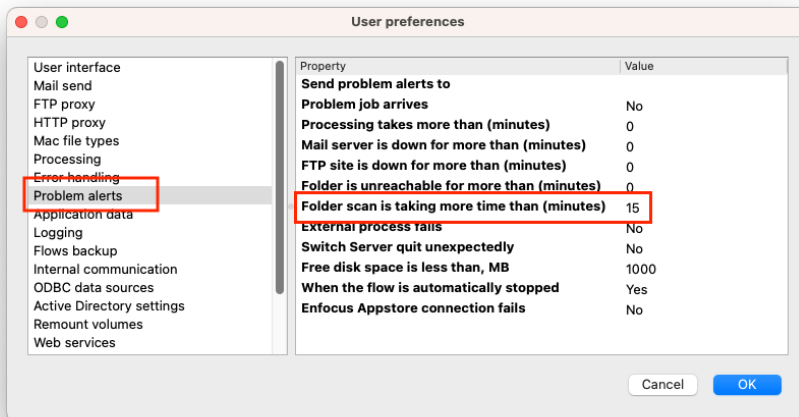 User preferences
User interface
Mail send
FTP proxy
HTTP proxy
Mac file types
Processing
Error handling
Problem alerts
Application data
Logging
Flows backup
Internal communication
ODBC data sources
Active Directory settings
Remount volumes
Web services
Property Value
Send problem alerts to
Problem job arrives No
Processing takes more than (minutes) 0
Mail server is down for more than (minutes) 0
FTP site is down for more than (minutes) 0
Folder is unreachable for more than (minutes) 0
Folder scan is taking more time than (minutes) 15
External process fails No
Switch Server quit unexpectedly No
Free disk space is less than, MB 1000
When the flow is automatically stopped Yes
Enfocus Appstore connection fails No
Cancel OK